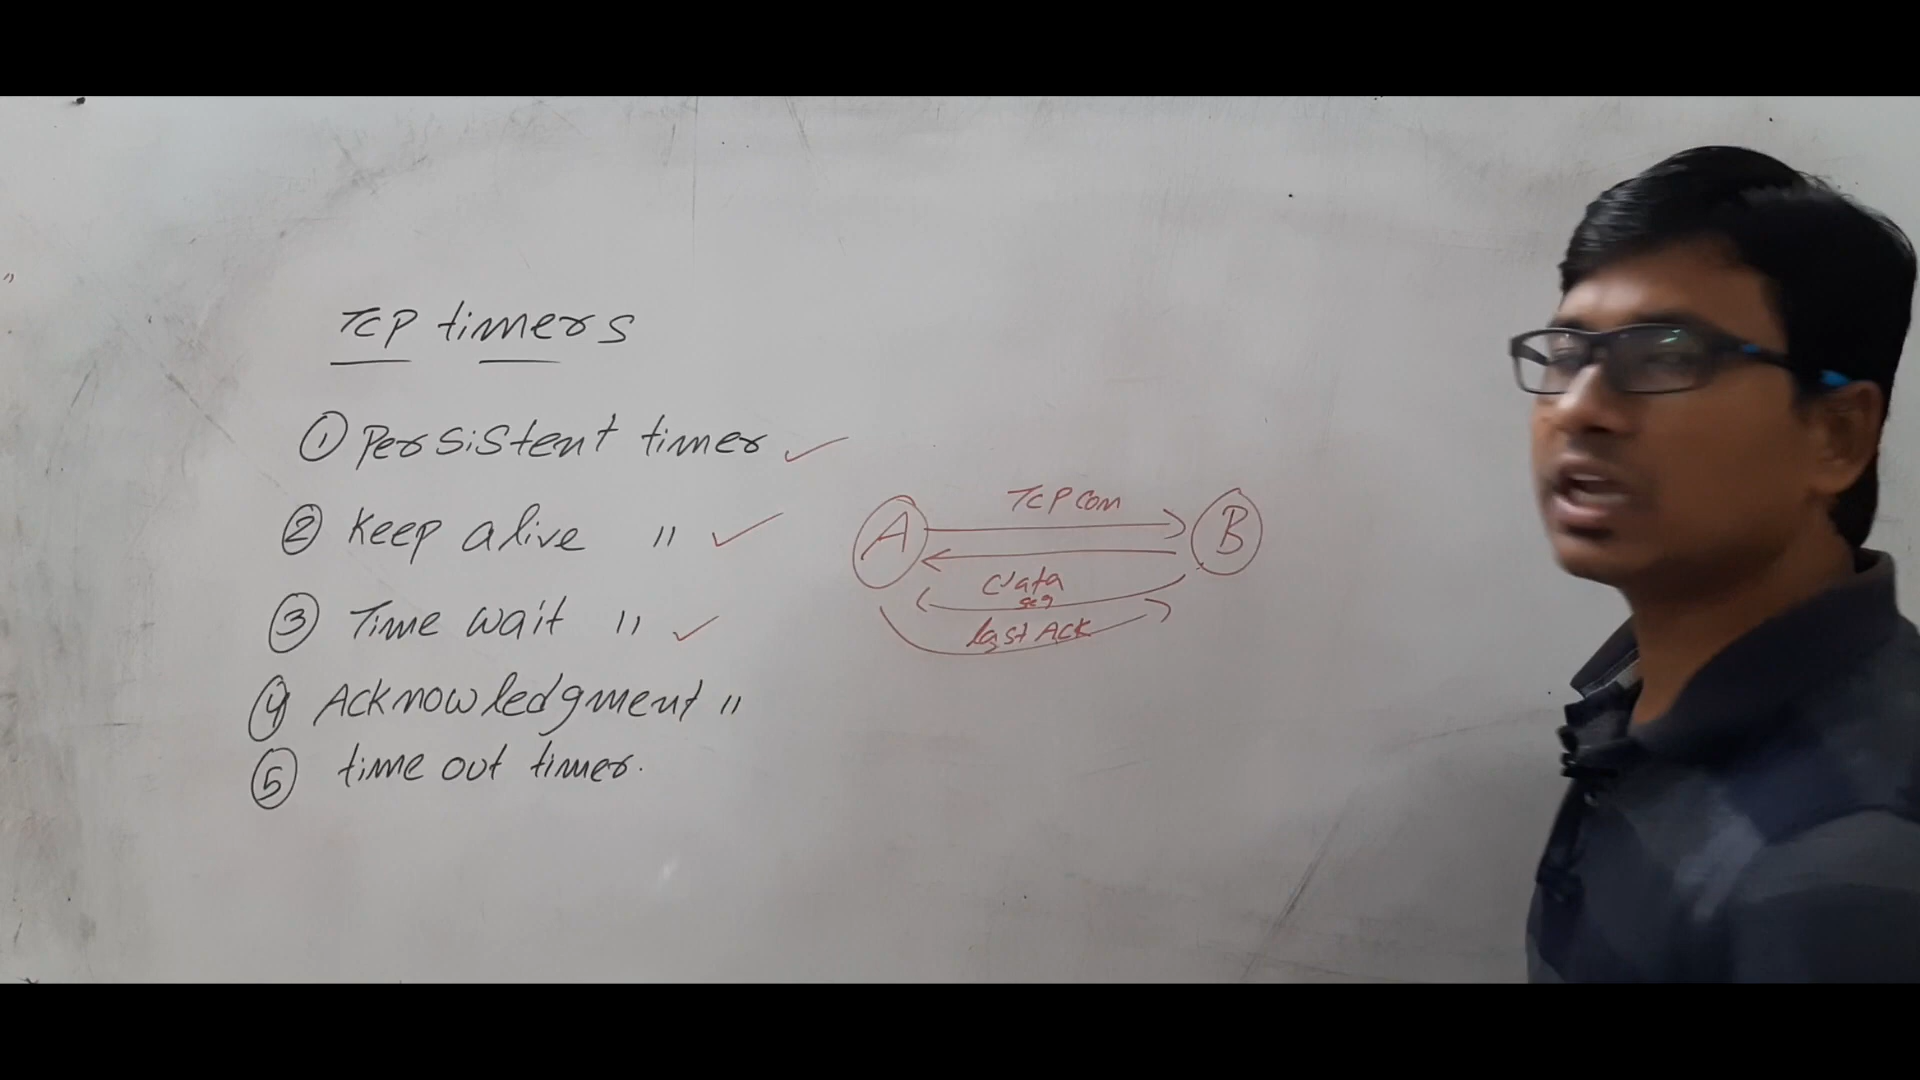 TCP timers
① Persistent timer ✓
② Keep alive " ✓
③ Time wait " ✓
④ Acknowledgment "
⑤ time out timer.
TCP con
A B
data
seg
last ACK